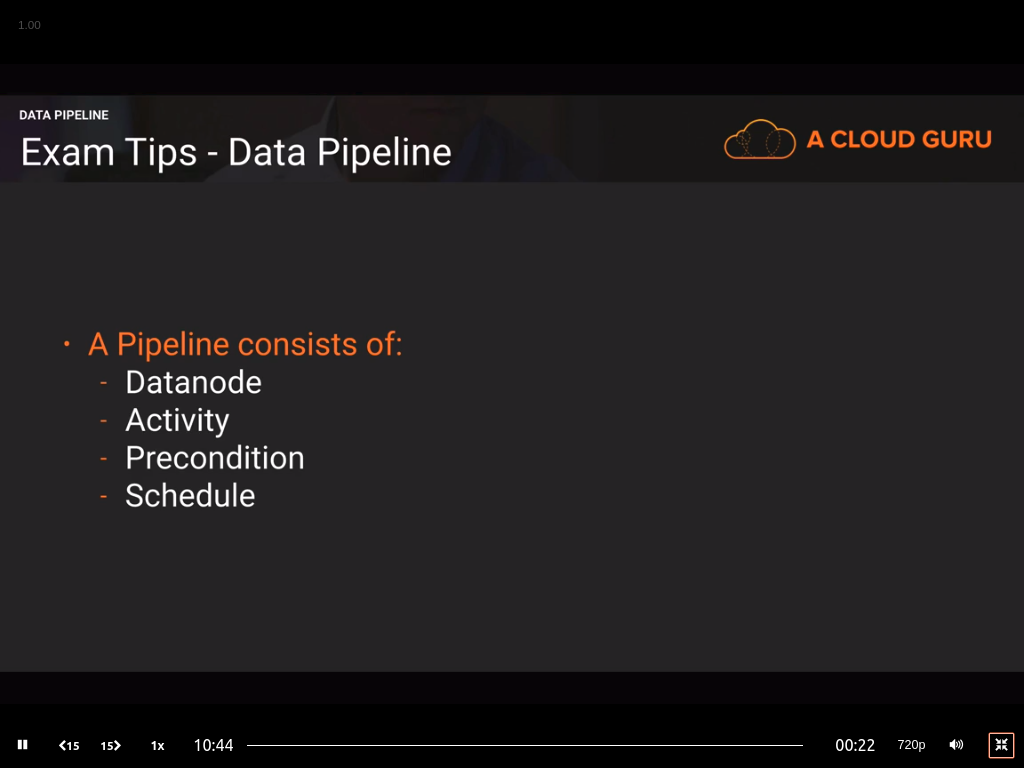 1.00
DATA PIPELINE
Exam Tips - Data Pipeline
A CLOUD GURU
• A Pipeline consists of:
- Datanode
- Activity
- Precondition
- Schedule
15 15 1x 10:44 00:22 720p